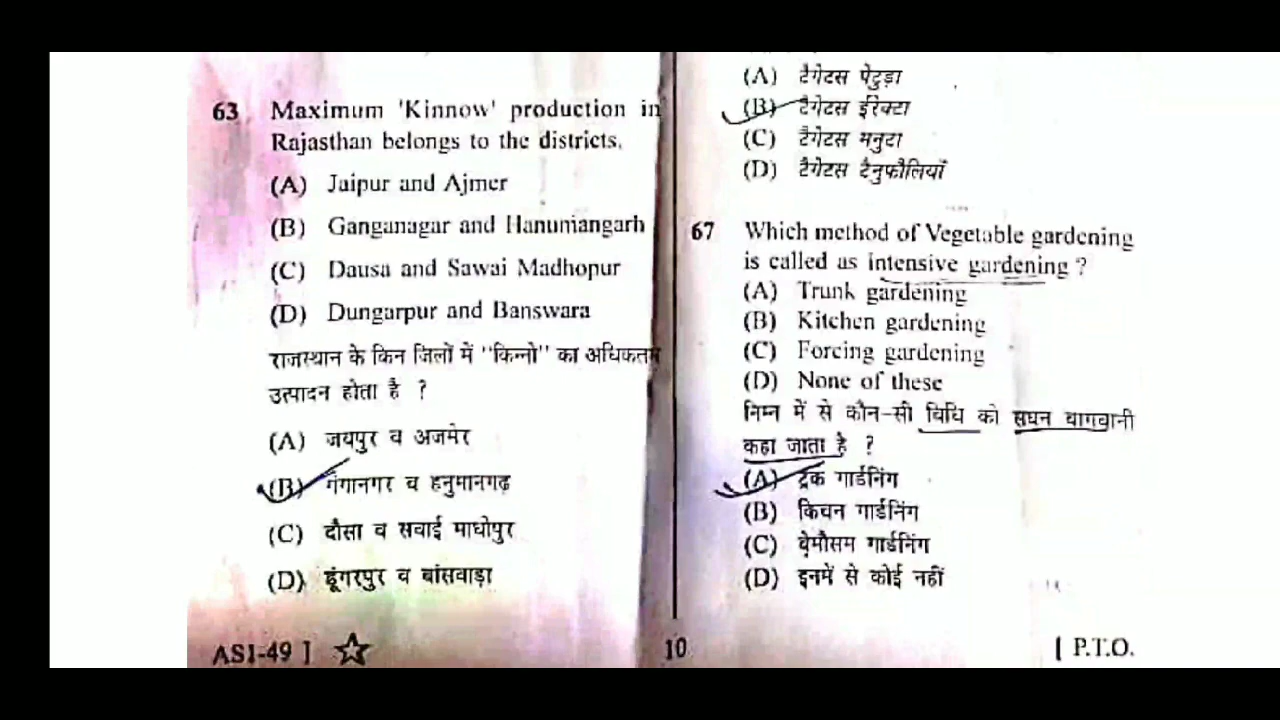 63 Maximum 'Kinnow' production in
Rajasthan belongs to the districts.
(A) Jaipur and Ajmer
(B) Ganganagar and Hanumangarh
(C) Dausa and Sawai Madhopur
(D) Dungarpur and Banswara
राजस्थान के किन जिलों में "किन्नो" का अधिकतम
उत्पादन होता है ?
(A) जयपुर व अजमेर
(B) गंगानगर व हनुमानगढ़
(C) दौसा व सवाई माधोपुर
(D) डूंगरपुर व बांसवाड़ा
AS1-49 ]
(A) टैगेटस पेटुड़ा
(B) टैगेटस ईरेक्टा
(C) टैगेटस मनुटा
(D) टैगेटस टैनुफौलियाँ
67 Which method of Vegetable gardening
is called as intensive gardening ?
(A) Trunk gardening
(B) Kitchen gardening
(C) Forcing gardening
(D) None of these
निम्न में से कौन-सी विधि को सघन बागवानी
कहा जाता है ?
(A) ट्रक गार्डनिंग
(B) किचन गार्डनिंग
(C) बेमौसम गार्डनिंग
(D) इनमें से कोई नहीं
10
[ P.T.O.